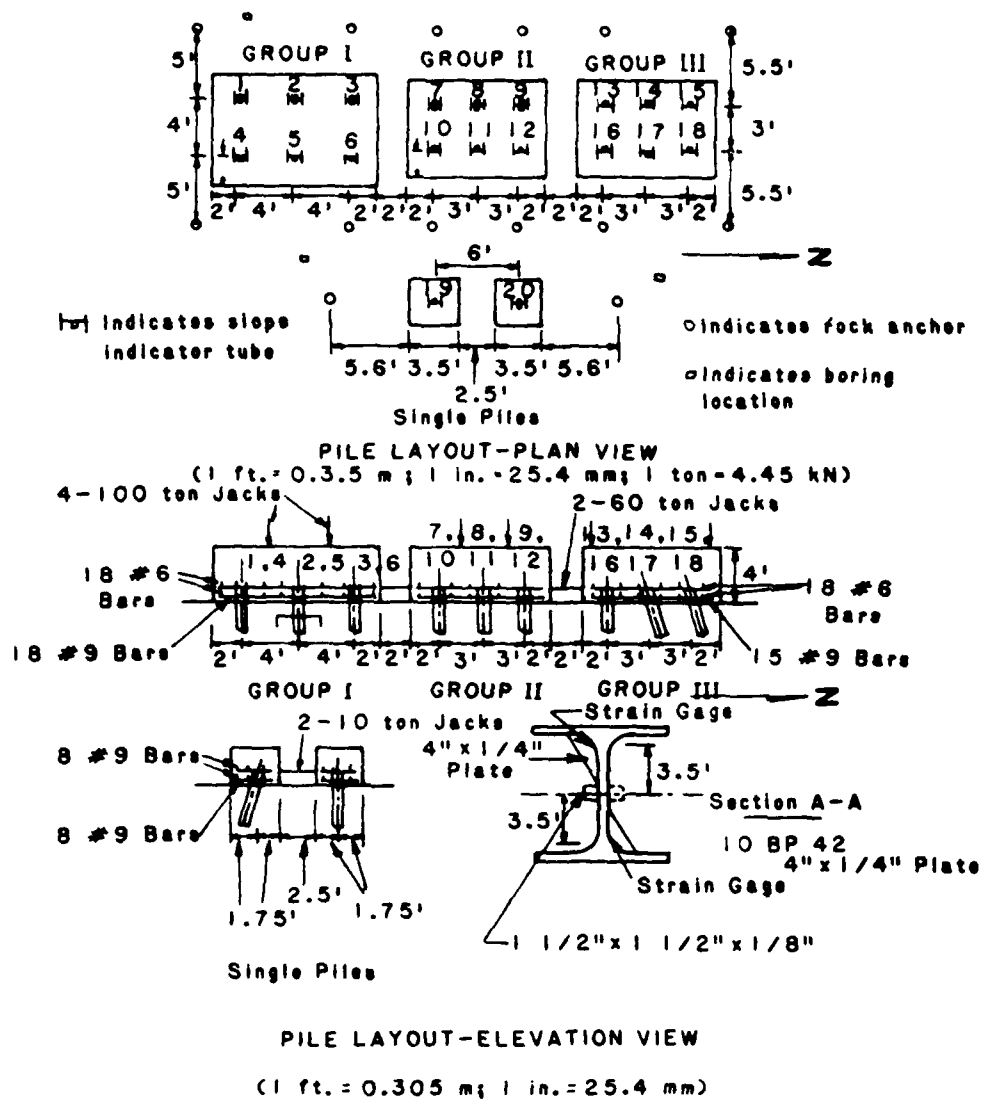 GROUP I
GROUP II
GROUP III
5'
4'
5'
5.5'
3'
5.5'
1 2 3
4 5 6
7 8 9
10 11 12
13 14 15
16 17 18
2' 4' 4' 2' 2' 2' 3' 3' 2' 2' 2' 3' 3' 2'
6'
N
19 20
Indicates slope
indicator tube
Indicates rock anchor
Indicates boring
location
5.6' 3.5' 3.5' 5.6'
2.5'
Single Piles
PILE LAYOUT-PLAN VIEW
(1 ft. = 0.3.5 m ; 1 in. = 25.4 mm; 1 ton = 4.45 kN)
4-100 ton Jacks
2-60 ton Jacks
7, 8, 9,
13, 14, 15,
1.4 2.5 3.6
10 11 12
16 17 18
4'
18 #6
Bars
18 #6
Bars
18 #9 Bars
15 #9 Bars
2' 4' 4' 2' 2' 2' 3' 3' 2' 2' 2' 3' 3' 2'
GROUP I
GROUP II
GROUP III
N
2-10 ton Jacks
8 #9 Bars
8 #9 Bars
1.75'
2.5'
1.75'
Single Piles
Strain Gage
4" x 1/4"
Plate
3.5'
3.5'
Section A-A
10 BP 42
4" x 1/4" Plate
Strain Gage
1 1/2" x 1 1/2" x 1/8"
PILE LAYOUT-ELEVATION VIEW
(1 ft. = 0.305 m; 1 in. = 25.4 mm)